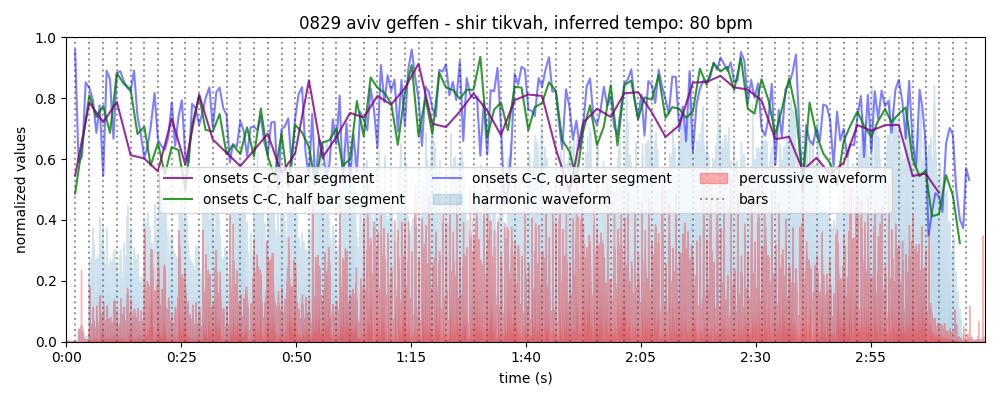 0829 aviv geffen - shir tikvah, inferred tempo: 80 bpm
1.0
0.8
0.6
0.4
0.2
0.0
normalized values
onsets C-C, bar segment
onsets C-C, half bar segment
onsets C-C, quarter segment
harmonic waveform
percussive waveform
bars
0:00 0:25 0:50 1:15 1:40 2:05 2:30 2:55
time (s)